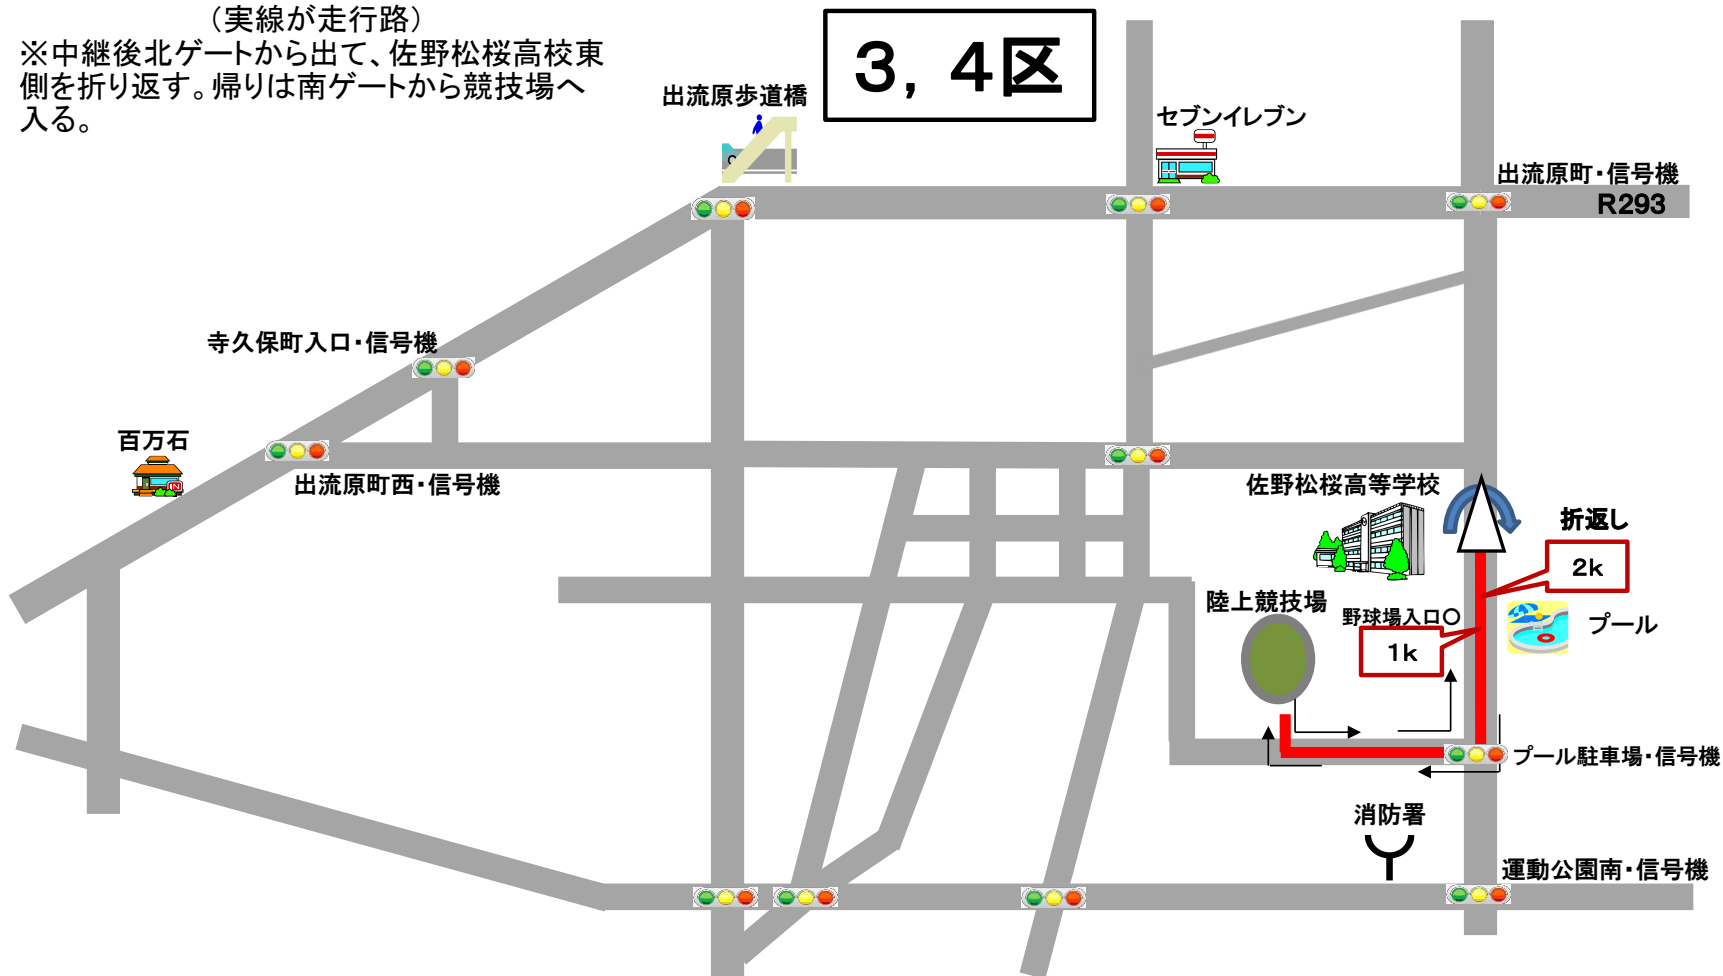 (実線が走行路)
※中継後北ゲートから出て、佐野松桜高校東
側を折り返す。帰りは南ゲートから競技場へ
入る。
3，4区
出流原歩道橋
セブンイレブン
出流原町・信号機
R293
寺久保町入口・信号機
百万石
出流原町西・信号機
佐野松桜高等学校
折返し
2k
陸上競技場
野球場入口○
プール
1k
プール駐車場・信号機
消防署
運動公園南・信号機